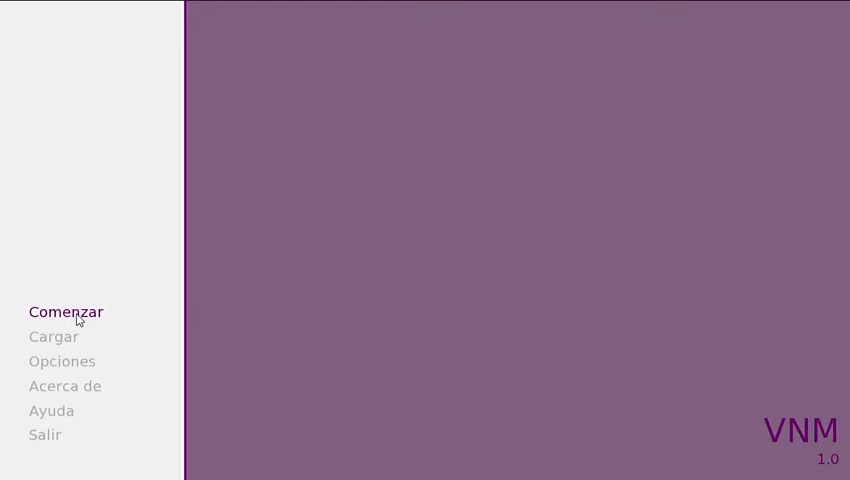 Comenzar
Cargar
Opciones
Acerca de
Ayuda
Salir
VNM
1.0